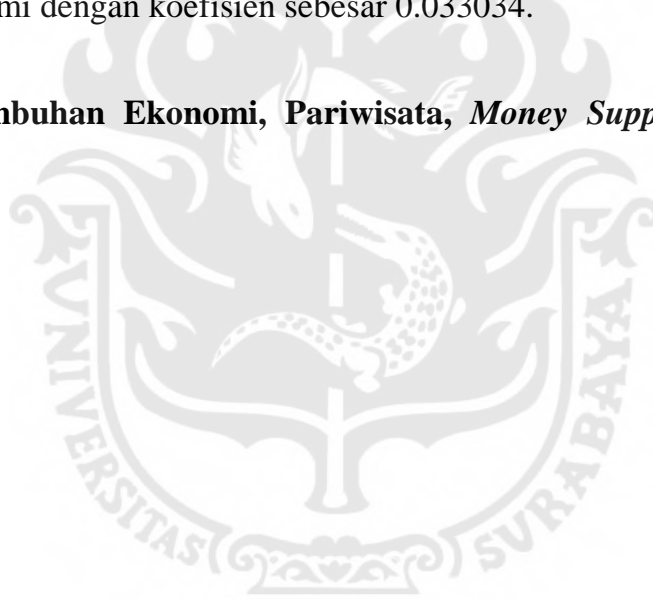 mi dengan koefisien sebesar 0.033034.
mbuhan Ekonomi, Pariwisata, Money Supp
UNIVERSITAS SURABAYA